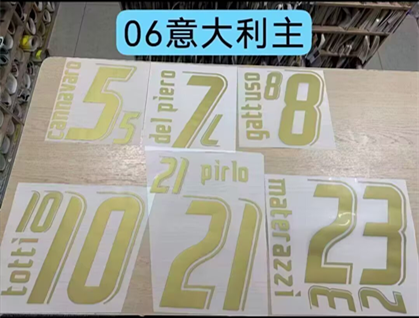 06意大利主
cannavaro
5
5
del piero
7
7
gattuso
8
8
totti
10
10
21
pirlo
21
materazzi
23
23